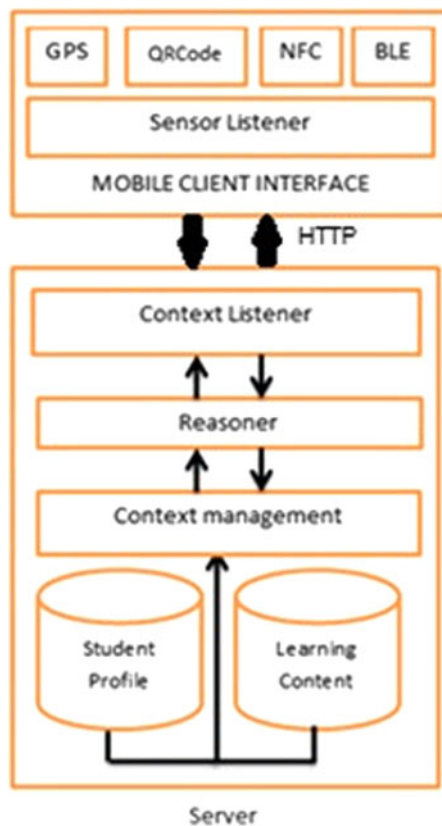 GPS QRCode NFC BLE
Sensor Listener
MOBILE CLIENT INTERFACE
HTTP
Context Listener
Reasoner
Context management
Student
Profile
Learning
Content
Server